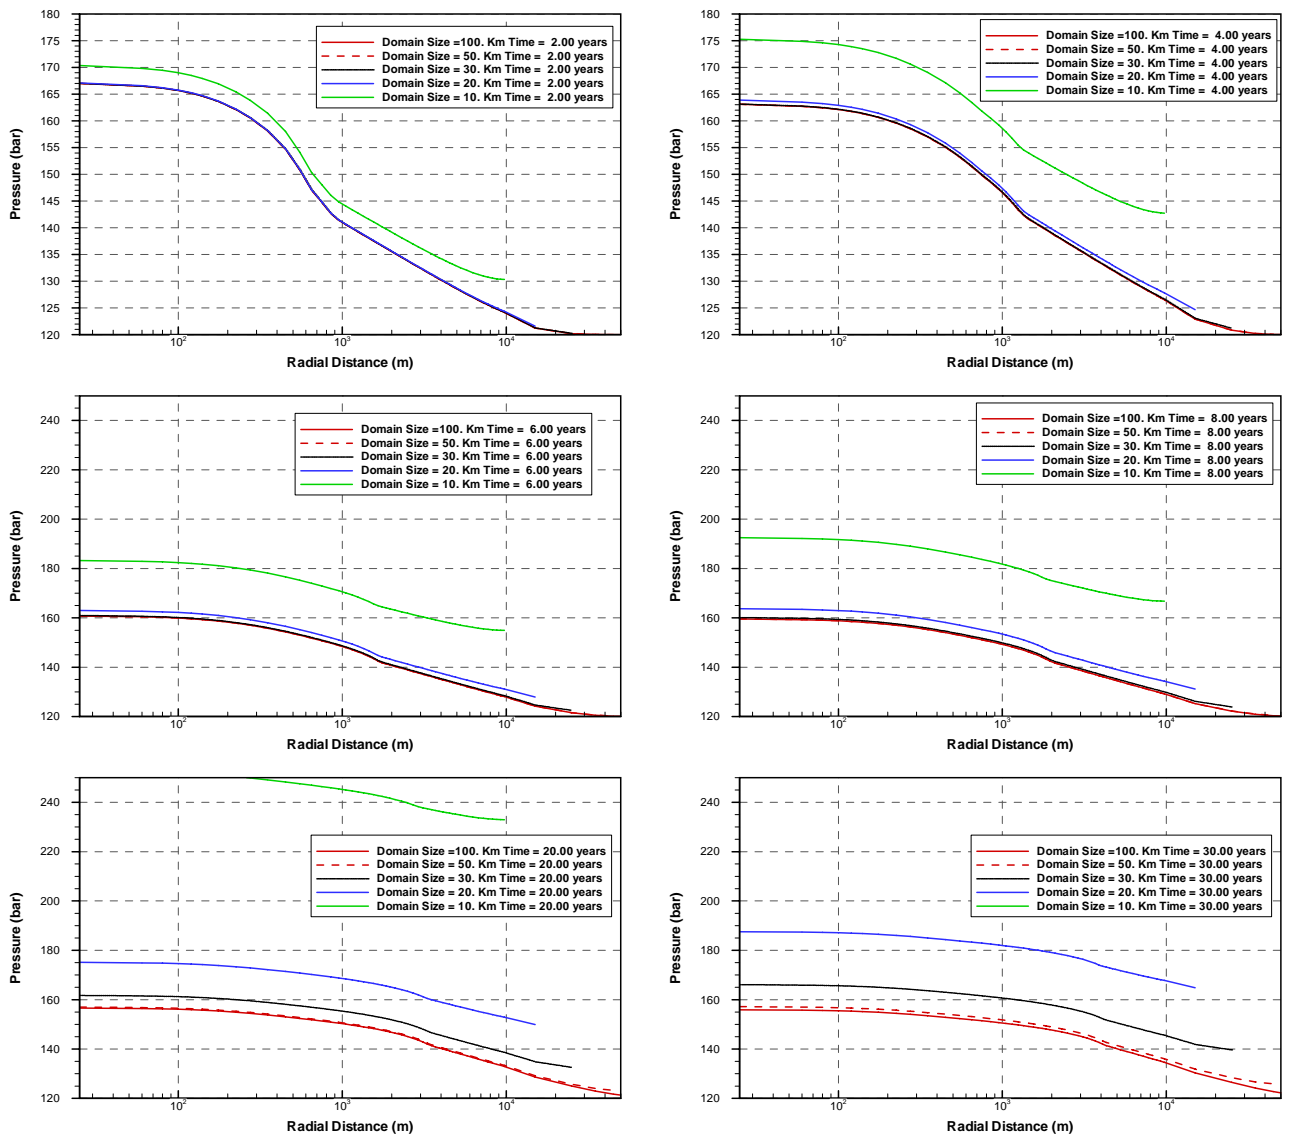 180
175
170
165
160
155
150
145
140
135
130
125
120
Pressure (bar)
Domain Size =100. Km Time = 2.00 years
Domain Size = 50. Km Time = 2.00 years
Domain Size = 30. Km Time = 2.00 years
Domain Size = 20. Km Time = 2.00 years
Domain Size = 10. Km Time = 2.00 years
10² 10³ 10⁴
Radial Distance (m)
180
175
170
165
160
155
150
145
140
135
130
125
120
Pressure (bar)
Domain Size =100. Km Time = 4.00 years
Domain Size = 50. Km Time = 4.00 years
Domain Size = 30. Km Time = 4.00 years
Domain Size = 20. Km Time = 4.00 years
Domain Size = 10. Km Time = 4.00 years
10² 10³ 10⁴
Radial Distance (m)
240
220
200
180
160
140
120
Pressure (bar)
Domain Size =100. Km Time = 6.00 years
Domain Size = 50. Km Time = 6.00 years
Domain Size = 30. Km Time = 6.00 years
Domain Size = 20. Km Time = 6.00 years
Domain Size = 10. Km Time = 6.00 years
10² 10³ 10⁴
Radial Distance (m)
240
220
200
180
160
140
120
Pressure (bar)
Domain Size =100. Km Time = 8.00 years
Domain Size = 50. Km Time = 8.00 years
Domain Size = 30. Km Time = 8.00 years
Domain Size = 20. Km Time = 8.00 years
Domain Size = 10. Km Time = 8.00 years
10² 10³ 10⁴
Radial Distance (m)
240
220
200
180
160
140
120
Pressure (bar)
Domain Size =100. Km Time = 20.00 years
Domain Size = 50. Km Time = 20.00 years
Domain Size = 30. Km Time = 20.00 years
Domain Size = 20. Km Time = 20.00 years
Domain Size = 10. Km Time = 20.00 years
10² 10³ 10⁴
Radial Distance (m)
240
220
200
180
160
140
120
Pressure (bar)
Domain Size =100. Km Time = 30.00 years
Domain Size = 50. Km Time = 30.00 years
Domain Size = 30. Km Time = 30.00 years
Domain Size = 20. Km Time = 30.00 years
Domain Size = 10. Km Time = 30.00 years
10² 10³ 10⁴
Radial Distance (m)